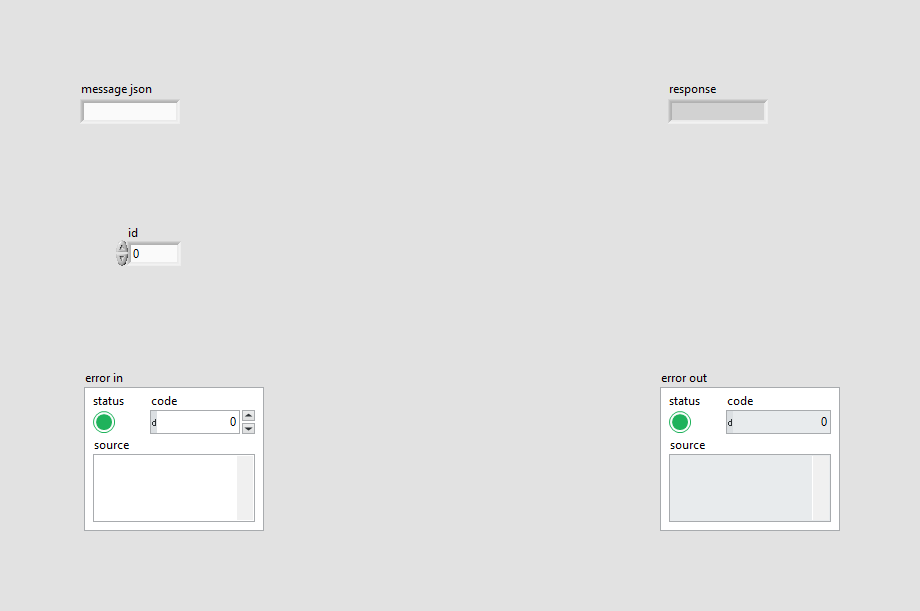 message json
response
id
0
error in
error out
status
code
status
code
d
0
d
0
source
source